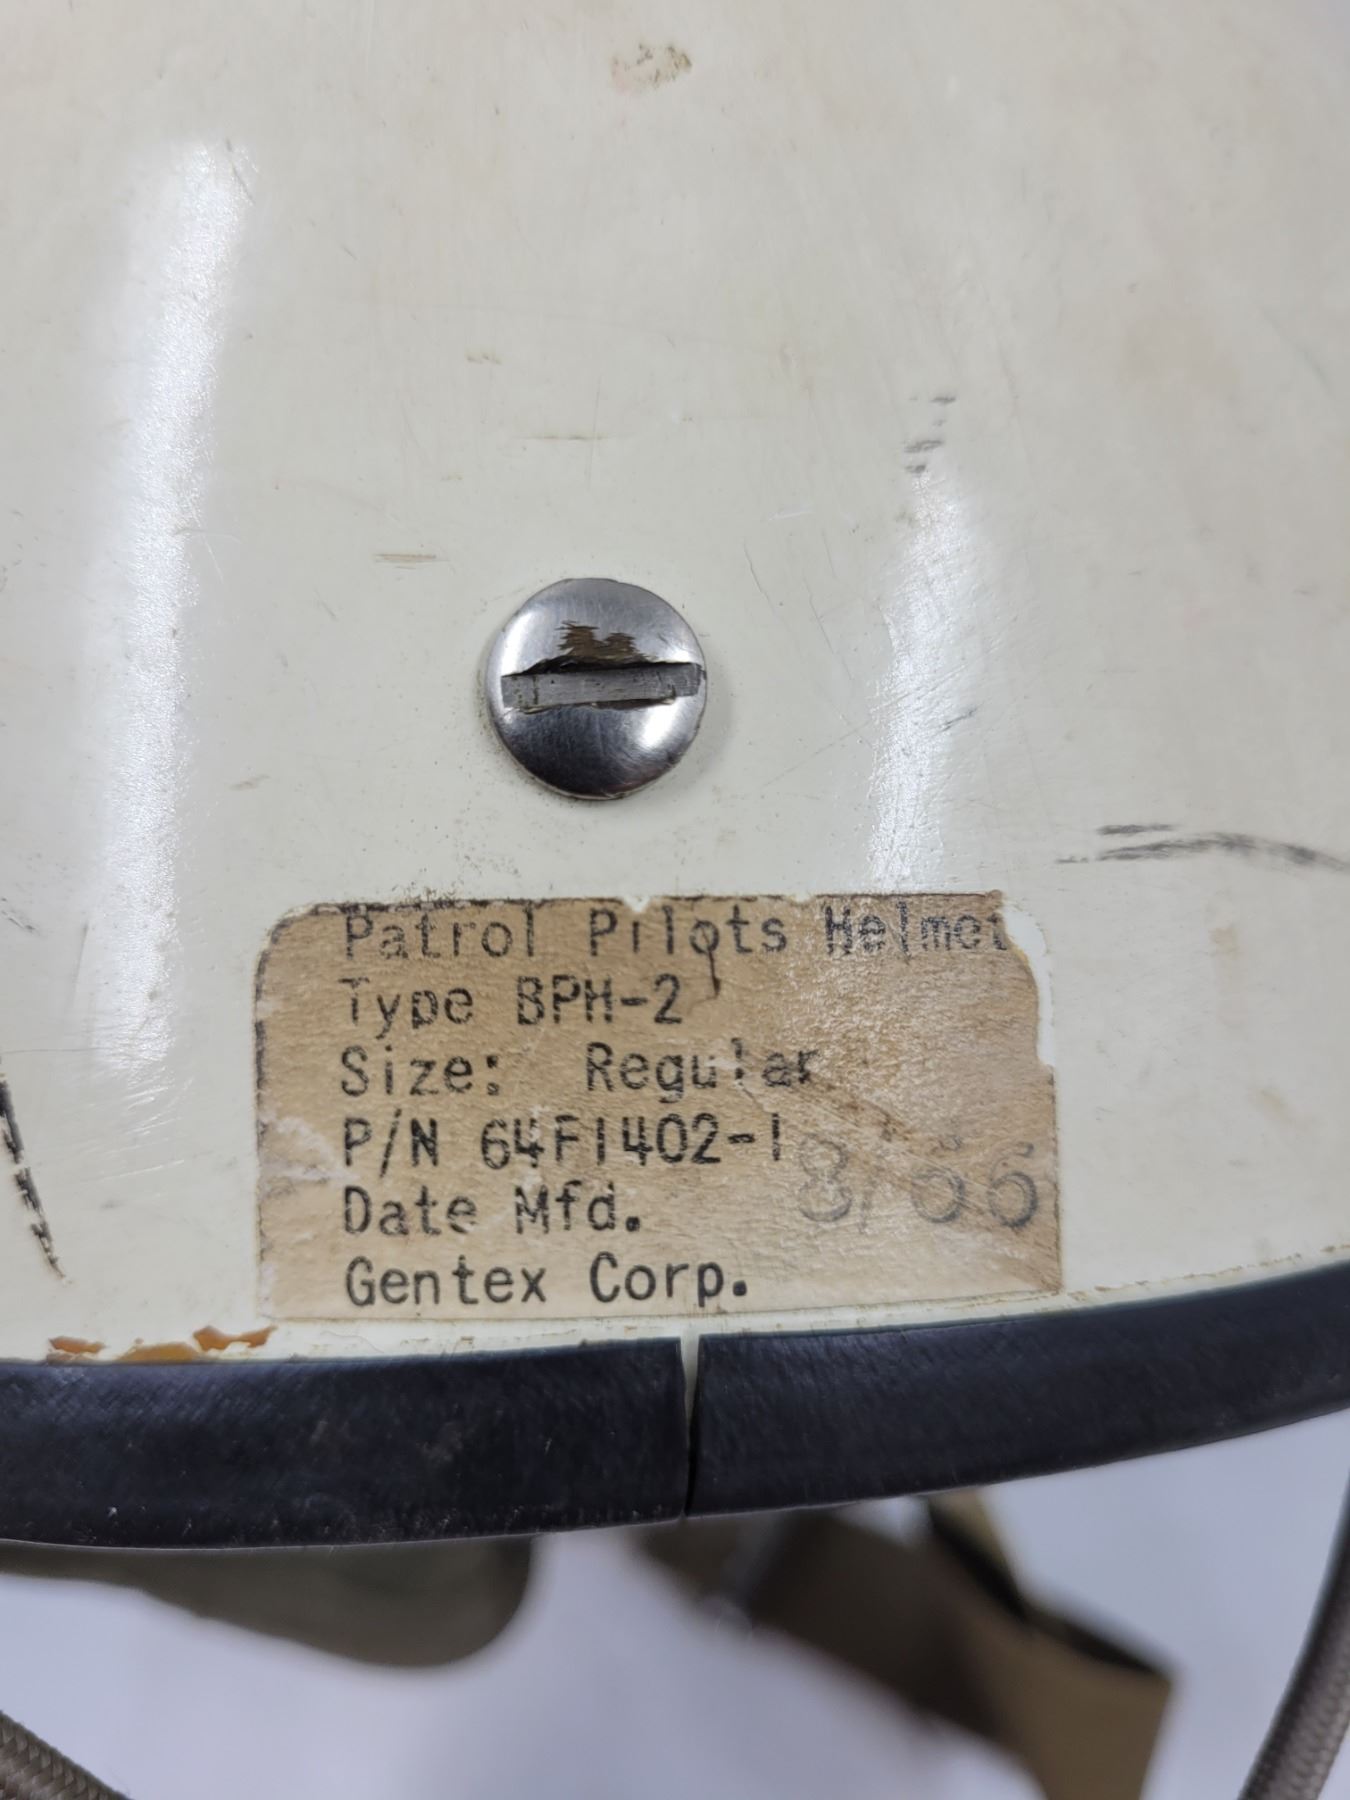 Patrol Pilots Helmet
Type BPH-2
Size: Regular
P/N 64F1402-1
Date Mfd. 8/66
Gentex Corp.